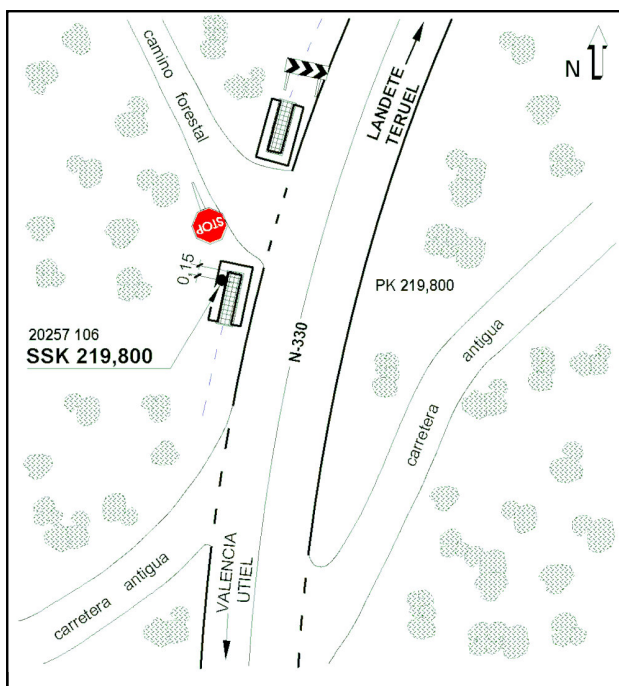 camino forestal
N
LANDETE
TERUEL
STOP
0,15
PK 219,800
20257 106
SSK 219,800
N-330
carretera antigua
carretera antigua
VALENCIA
UTIEL